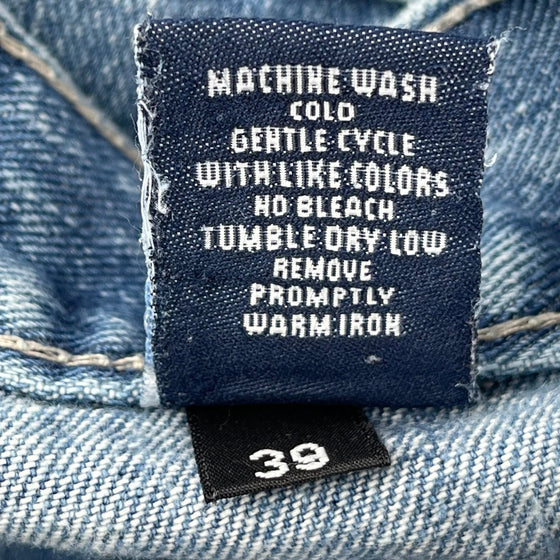 MACHINE WASH
COLD
GENTLE CYCLE
WITH LIKE COLORS
NO BLEACH
TUMBLE DRY LOW
REMOVE
PROMPTLY
WARM IRON
39